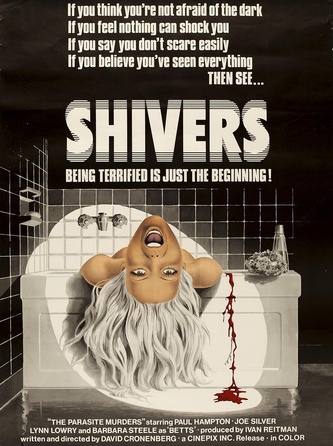 If you think you're not afraid of the dark
If you feel nothing can shock you
If you say you don't scare easily
If you believe you've seen everything
THEN SEE...
SHIVERS
BEING TERRIFIED IS JUST THE BEGINNING!
"THE PARASITE MURDERS" starring PAUL HAMPTON · JOE SILVER
LYNN LOWRY and BARBARA STEELE as 'BETTS' · produced by IVAN REITMAN
written and directed by DAVID CRONENBERG · a CINEPIX INC. Release · in COLOR